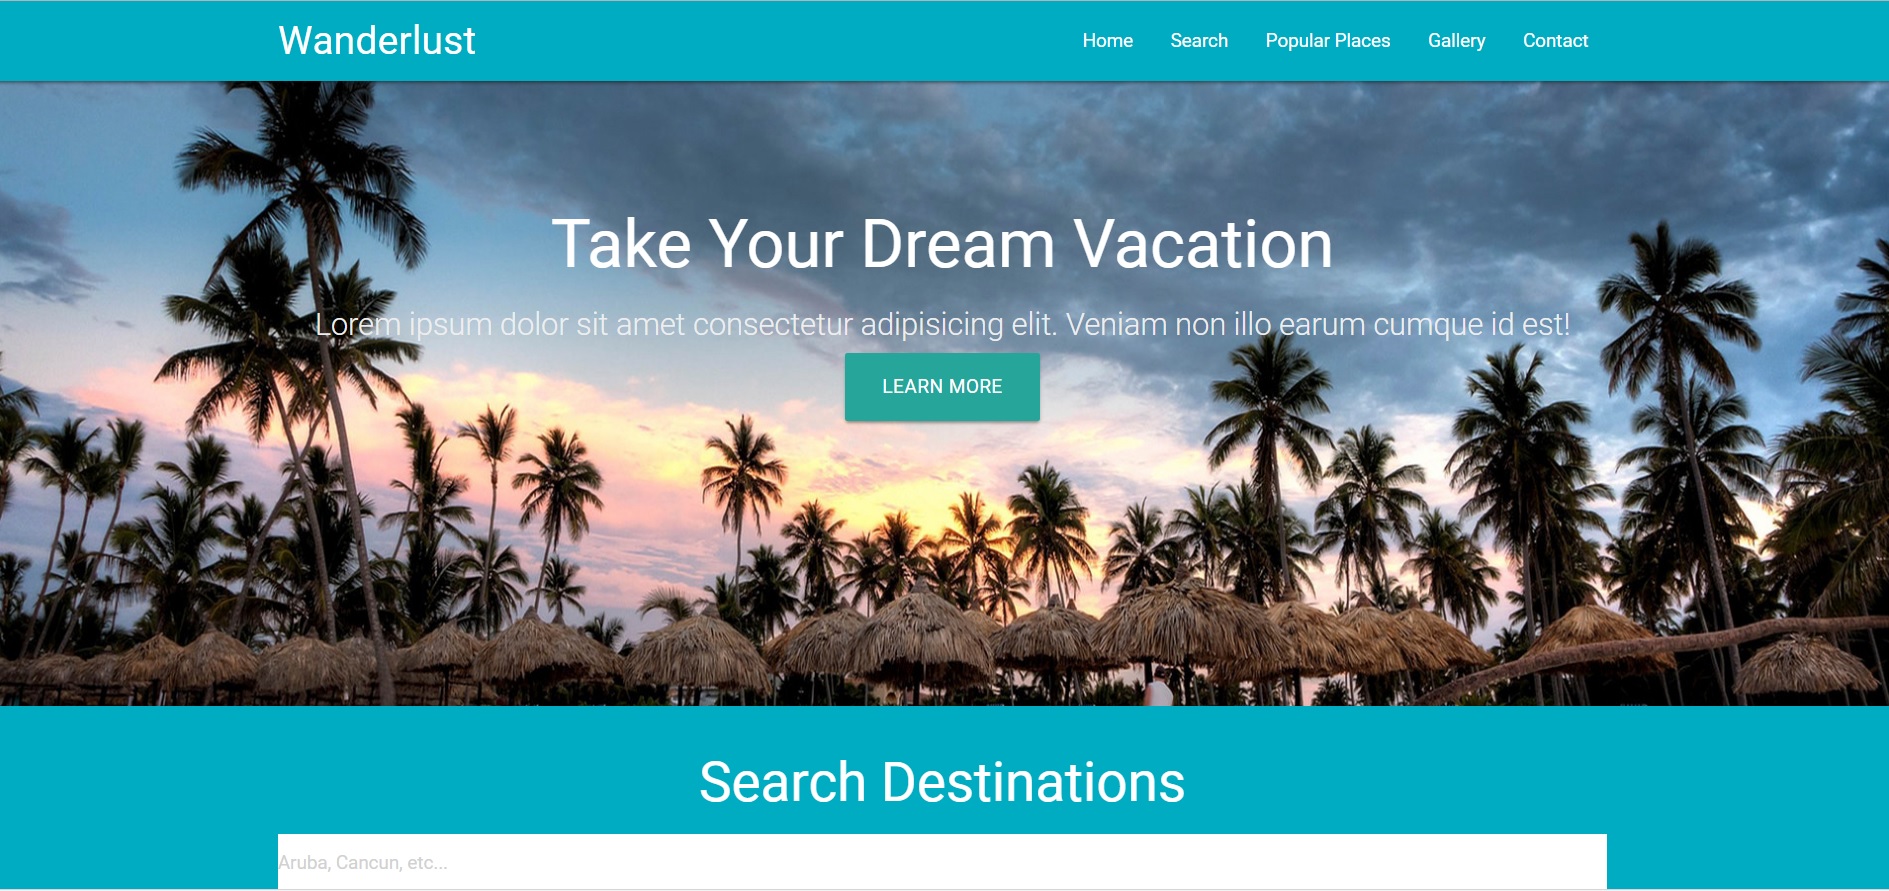 Wanderlust
Home Search Popular Places Gallery Contact
Take Your Dream Vacation
Lorem ipsum dolor sit amet consectetur adipisicing elit. Veniam non illo earum cumque id est!
LEARN MORE
Search Destinations
Aruba, Cancun, etc...